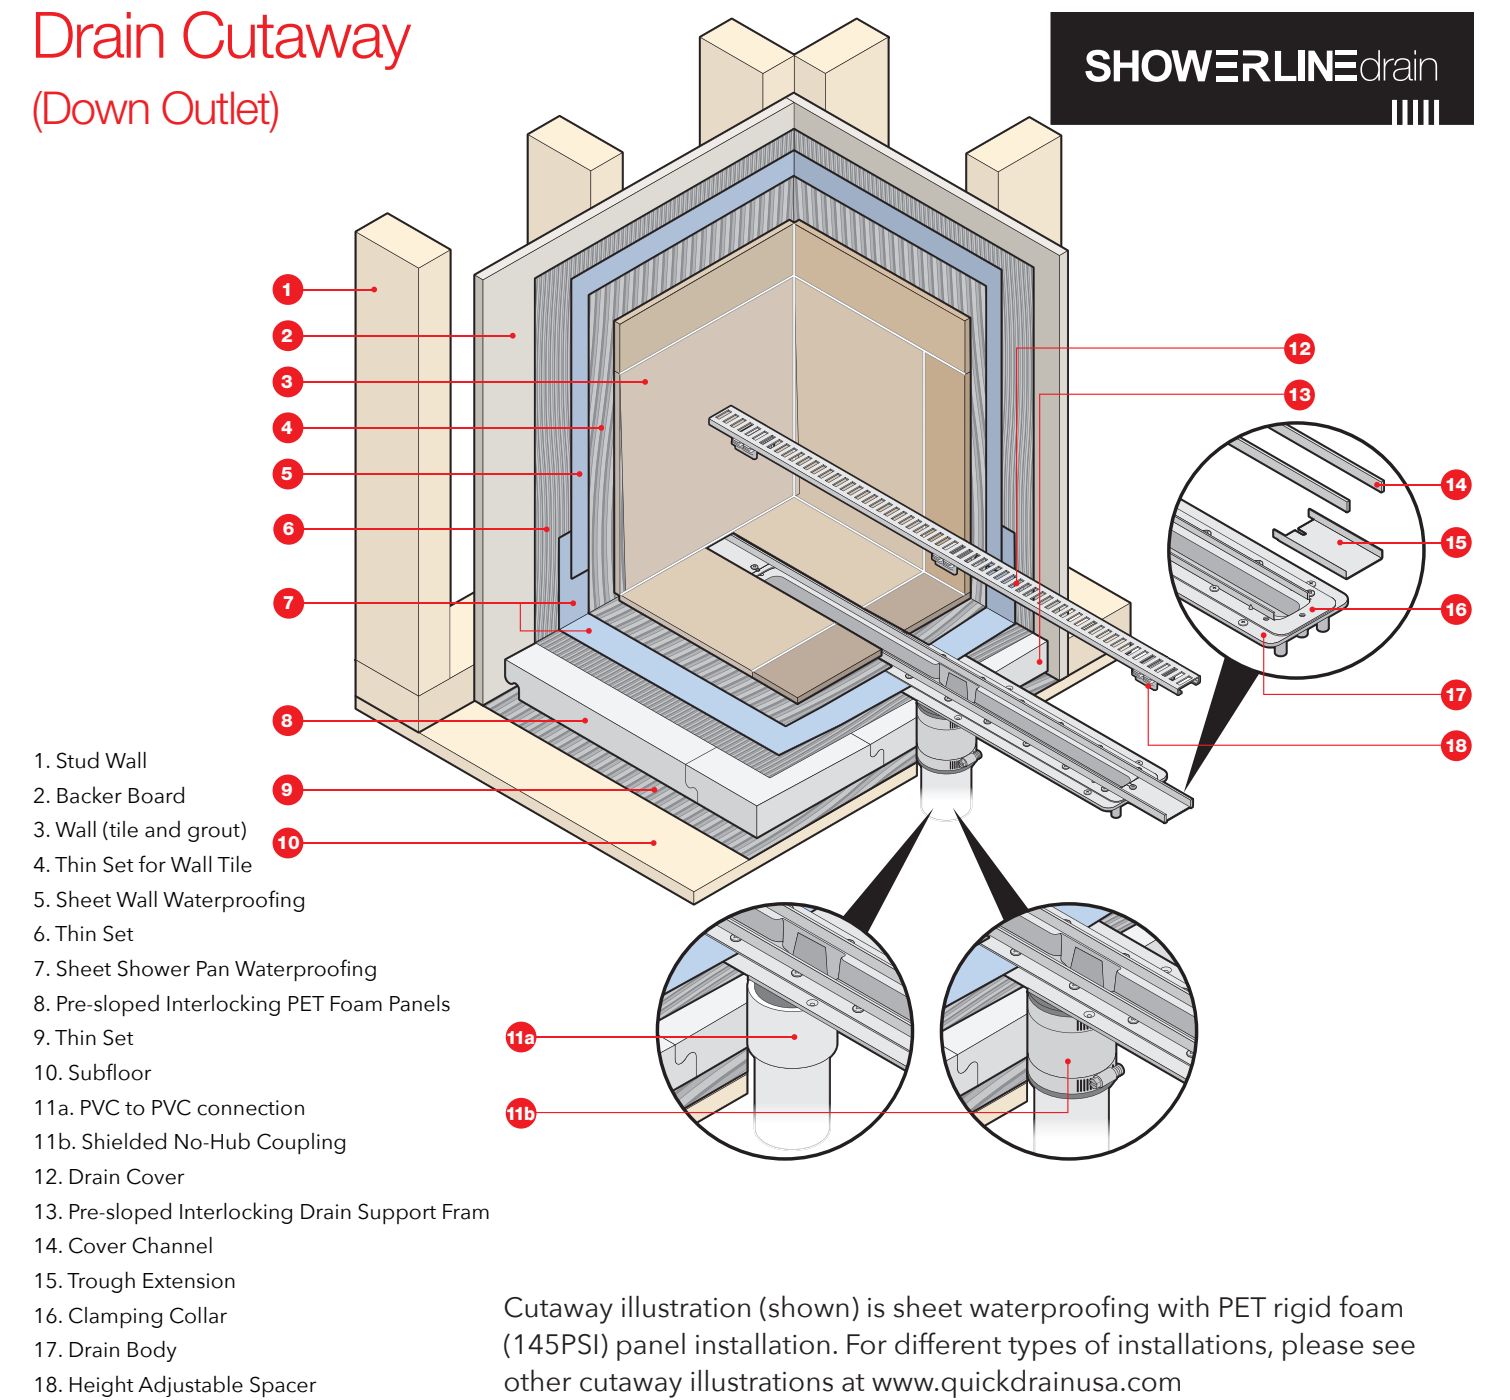 Drain Cutaway
(Down Outlet)
SHOWERLINEdrain
1
2
3
4
5
6
7
8
9
10
11a
11b
12
13
14
15
16
17
18
1. Stud Wall
2. Backer Board
3. Wall (tile and grout)
4. Thin Set for Wall Tile
5. Sheet Wall Waterproofing
6. Thin Set
7. Sheet Shower Pan Waterproofing
8. Pre-sloped Interlocking PET Foam Panels
9. Thin Set
10. Subfloor
11a. PVC to PVC connection
11b. Shielded No-Hub Coupling
12. Drain Cover
13. Pre-sloped Interlocking Drain Support Fram
14. Cover Channel
15. Trough Extension
16. Clamping Collar
17. Drain Body
18. Height Adjustable Spacer
Cutaway illustration (shown) is sheet waterproofing with PET rigid foam
(145PSI) panel installation. For different types of installations, please see
other cutaway illustrations at www.quickdrainusa.com